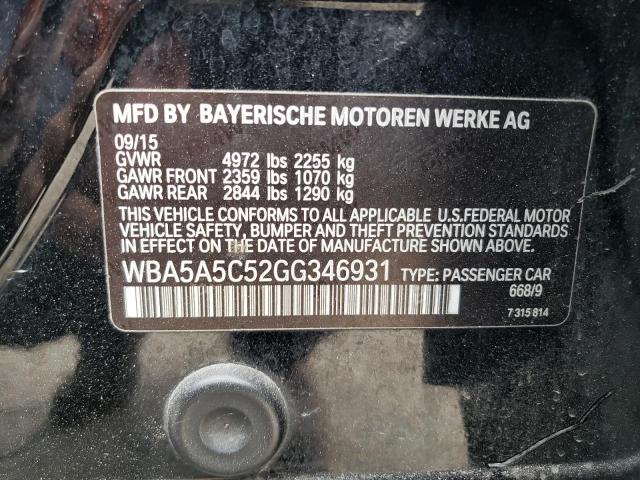 MFD BY BAYERISCHE MOTOREN WERKE AG
09/15
GVWR 4972 lbs 2255 kg
GAWR FRONT 2359 lbs 1070 kg
GAWR REAR 2844 lbs 1290 kg
THIS VEHICLE CONFORMS TO ALL APPLICABLE U.S.FEDERAL MOTOR
VEHICLE SAFETY, BUMPER AND THEFT PREVENTION STANDARDS
IN EFFECT ON THE DATE OF MANUFACTURE SHOWN ABOVE.
WBA5A5C52GG346931 TYPE: PASSENGER CAR
668/9
7 315 814